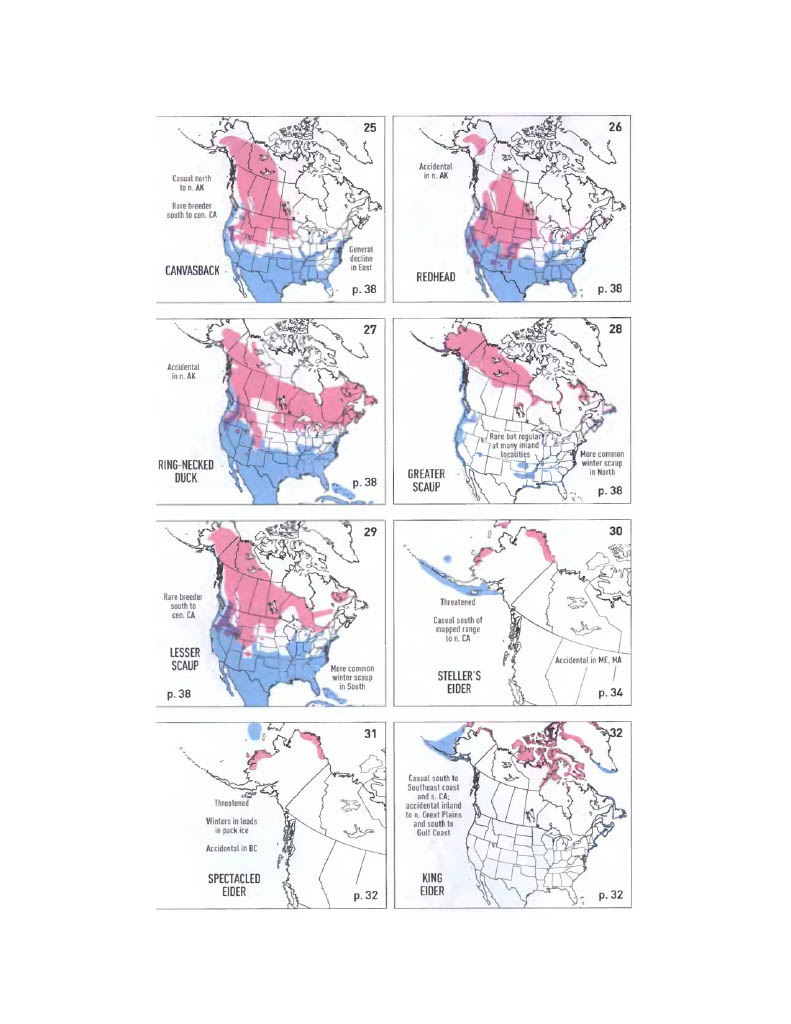 25
Casual north
to n. AK
Rare breeder
south to cen. CA
General
decline
in East
CANVASBACK
p. 38
26
Accidental
in n. AK
REDHEAD
p. 38
27
Accidental
in n. AK
RING-NECKED
DUCK
p. 38
28
Rare but regular
at many inland
localities
More common
winter scaup
in North
GREATER
SCAUP
p. 38
29
Rare breeder
south to
cen. CA
LESSER
SCAUP
More common
winter scaup
in South
p. 38
30
Threatened
Casual south of
mapped range
to n. CA
Accidental in ME, MA
STELLER'S
EIDER
p. 34
31
Threatened
Winters in leads
in pack ice
Accidental in BC
SPECTACLED
EIDER
p. 32
32
Casual south to
Southeast coast
and s. CA;
accidental inland
to n. Great Plains
and south to
Gulf Coast
KING
EIDER
p. 32